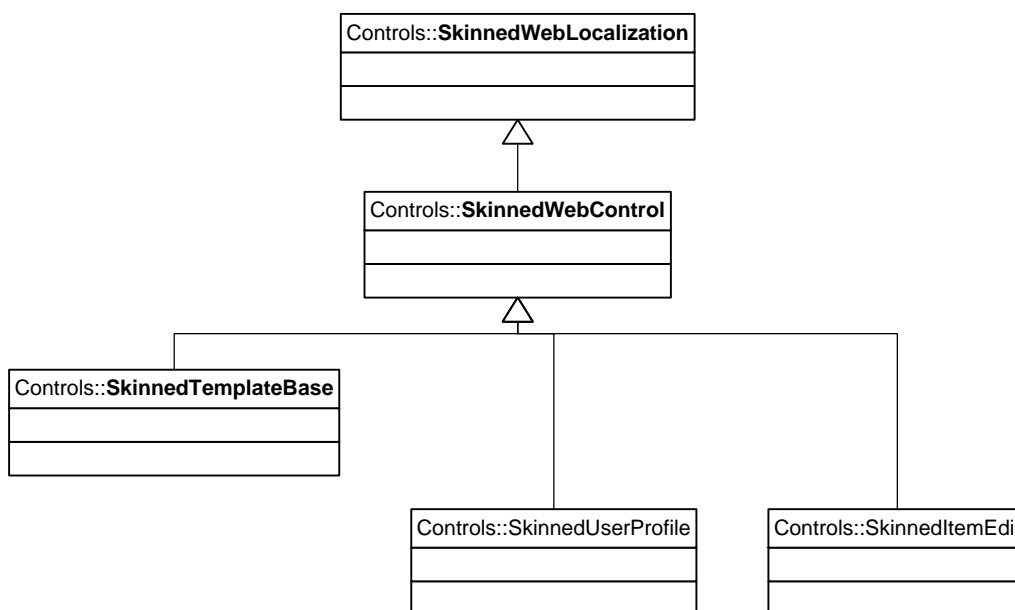 Controls::SkinnedWebLocalization
Controls::SkinnedWebControl
Controls::SkinnedTemplateBase
Controls::SkinnedUserProfile
Controls::SkinnedItemEdi